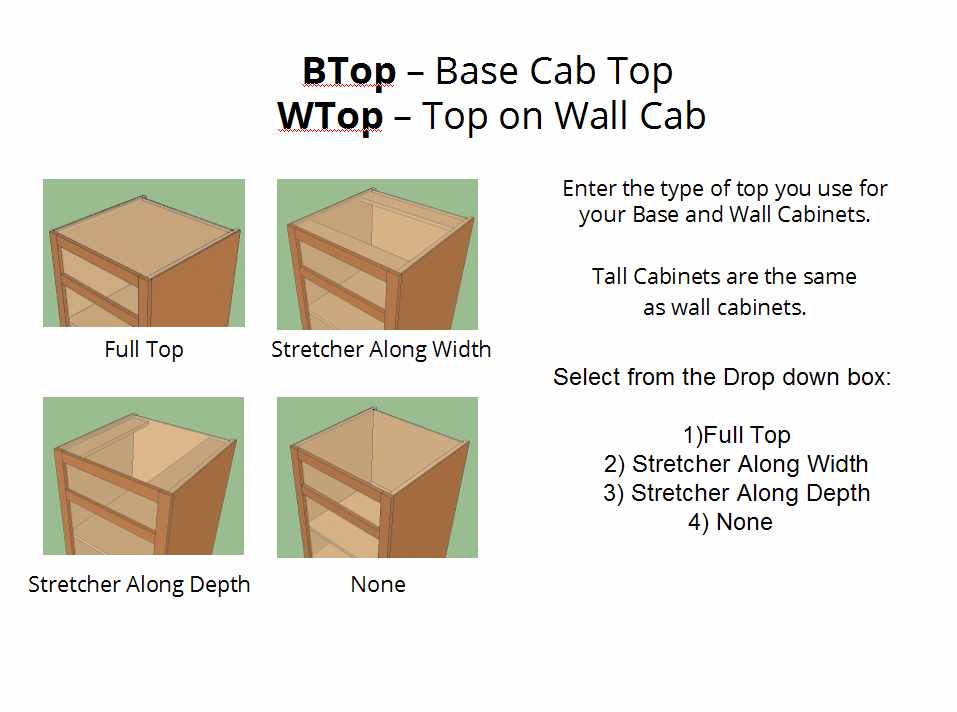 BTop – Base Cab Top
WTop – Top on Wall Cab
Enter the type of top you use for
your Base and Wall Cabinets.
Tall Cabinets are the same
as wall cabinets.
Full Top
Stretcher Along Width
Select from the Drop down box:
1)Full Top
2) Stretcher Along Width
3) Stretcher Along Depth
4) None
Stretcher Along Depth
None